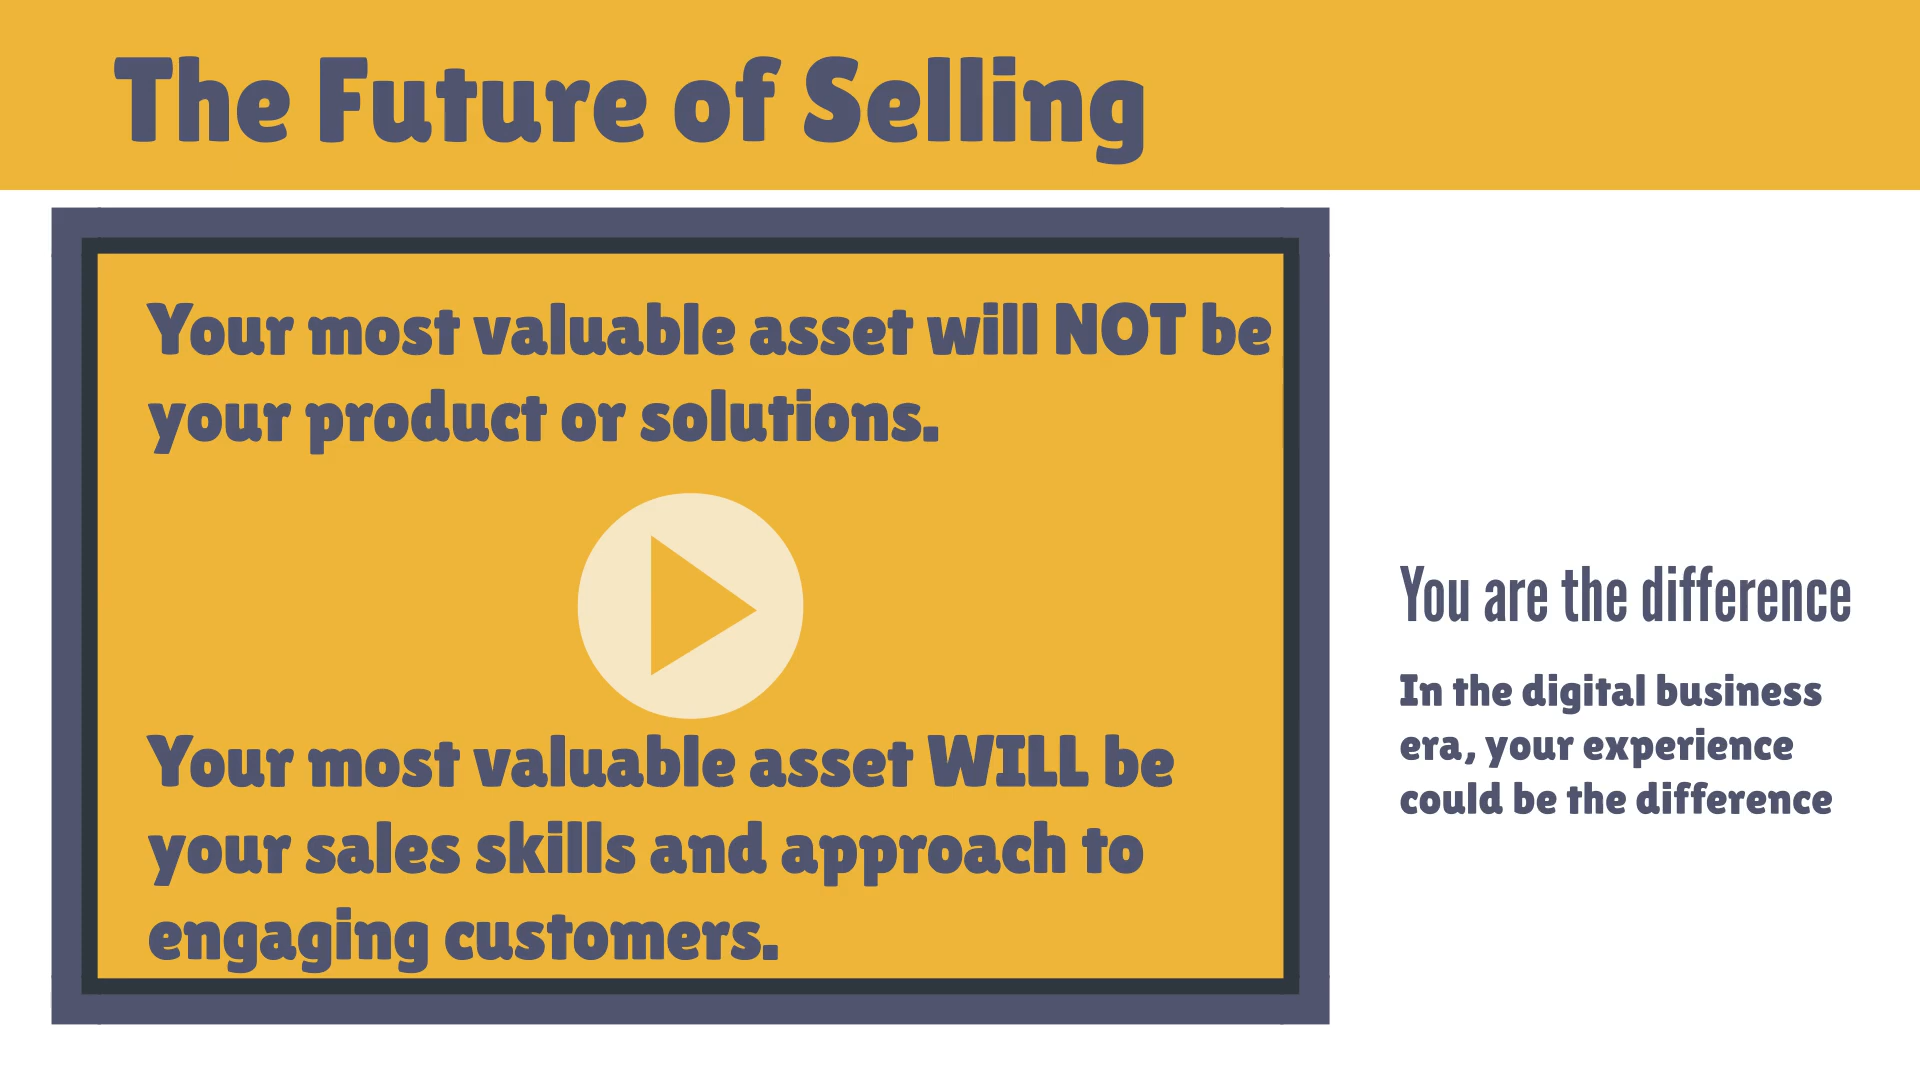 The Future of Selling
Your most valuable asset will NOT be
your product or solutions.
Your most valuable asset WILL be
your sales skills and approach to
engaging customers.
You are the difference
In the digital business
era, your experience
could be the difference